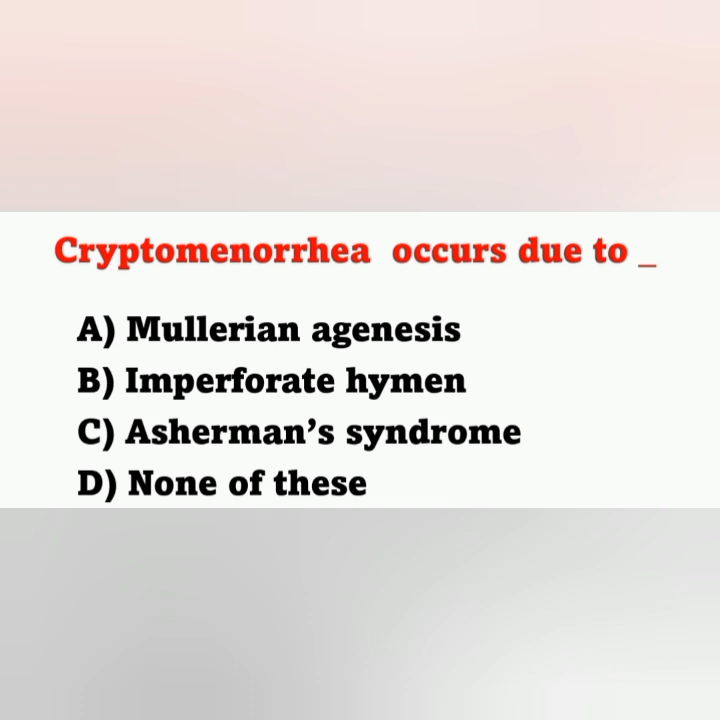 Cryptomenorrhea occurs due to _
A) Mullerian agenesis
B) Imperforate hymen
C) Asherman's syndrome
D) None of these